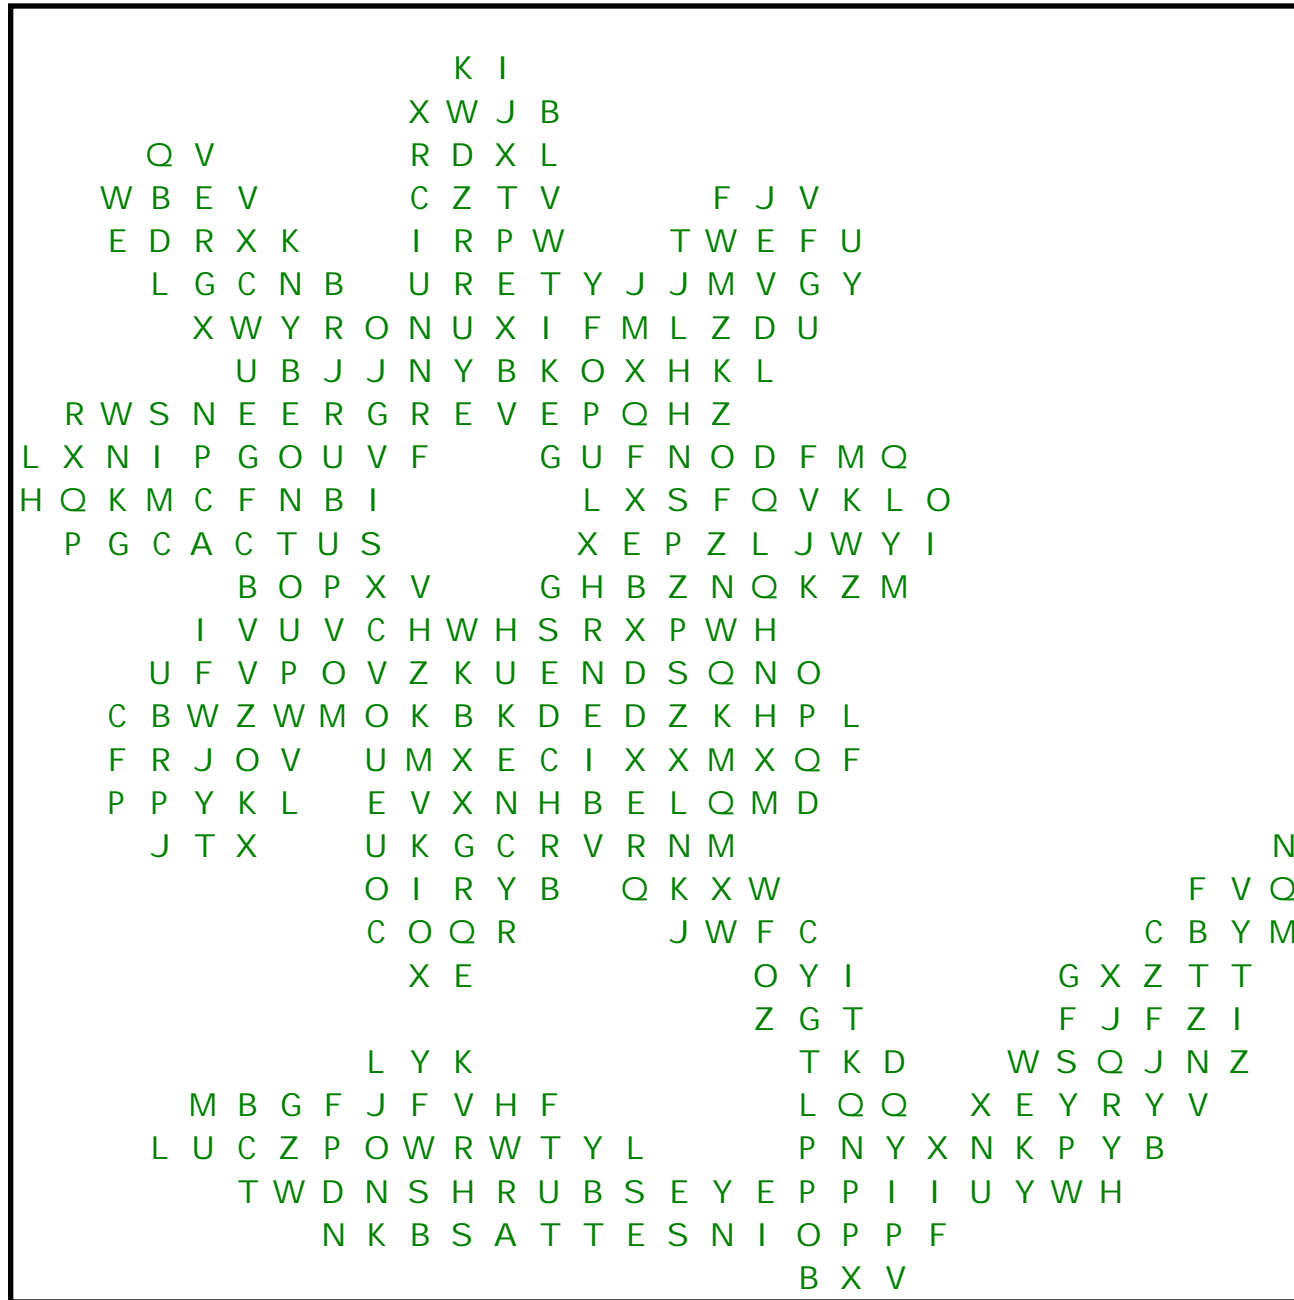 K I
X W J B
Q V R D X L
W B E V C Z T V F J V
E D R X K I R P W T W E F U
L G C N B U R E T Y J J M V G Y
X W Y R O N U X I F M L Z D U
U B J J N Y B K O X H K L
R W S N E E R G R E V E P Q H Z
L X N I P G O U V F G U F N O D F M Q
H Q K M C F N B I L X S F Q V K L O
P G C A C T U S X E P Z L J W Y I
B O P X V G H B Z N Q K Z M
I V U V C H W H S R X P W H
U F V P O V Z K U E N D S Q N O
C B W Z W M O K B K D E D Z K H P L
F R J O V U M X E C I X X M X Q F
P P Y K L E V X N H B E L Q M D
J T X U K G C R V R N M N
O I R Y B Q K X W F V Q
C O Q R J W F C C B Y M
X E O Y I G X Z T T
Z G T F J F Z I
L Y K T K D W S Q J N Z
M B G F J F V H F L Q Q X E Y R Y V
L U C Z P O W R W T Y L P N Y X N K P Y B
T W D N S H R U B S E Y E P P I I U Y W H
N K B S A T T E S N I O P P F
B X V